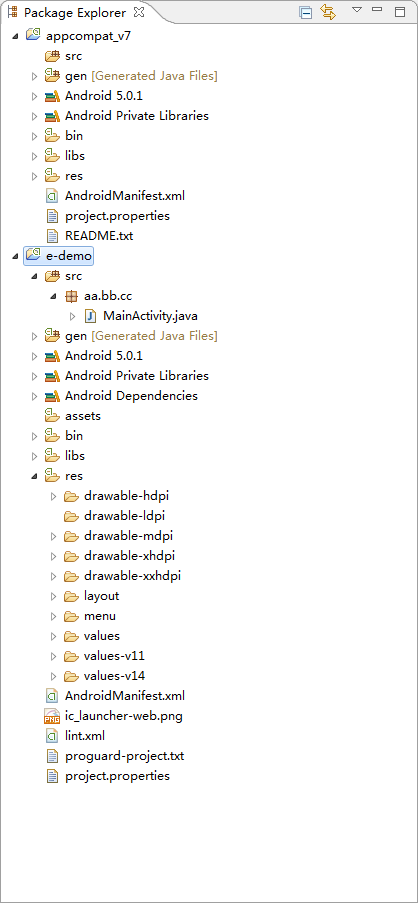 Package Explorer
appcompat_v7
src
gen [Generated Java Files]
Android 5.0.1
Android Private Libraries
bin
libs
res
AndroidManifest.xml
project.properties
README.txt
e-demo
src
aa.bb.cc
MainActivity.java
gen [Generated Java Files]
Android 5.0.1
Android Private Libraries
Android Dependencies
assets
bin
libs
res
drawable-hdpi
drawable-ldpi
drawable-mdpi
drawable-xhdpi
drawable-xxhdpi
layout
menu
values
values-v11
values-v14
AndroidManifest.xml
ic_launcher-web.png
lint.xml
proguard-project.txt
project.properties